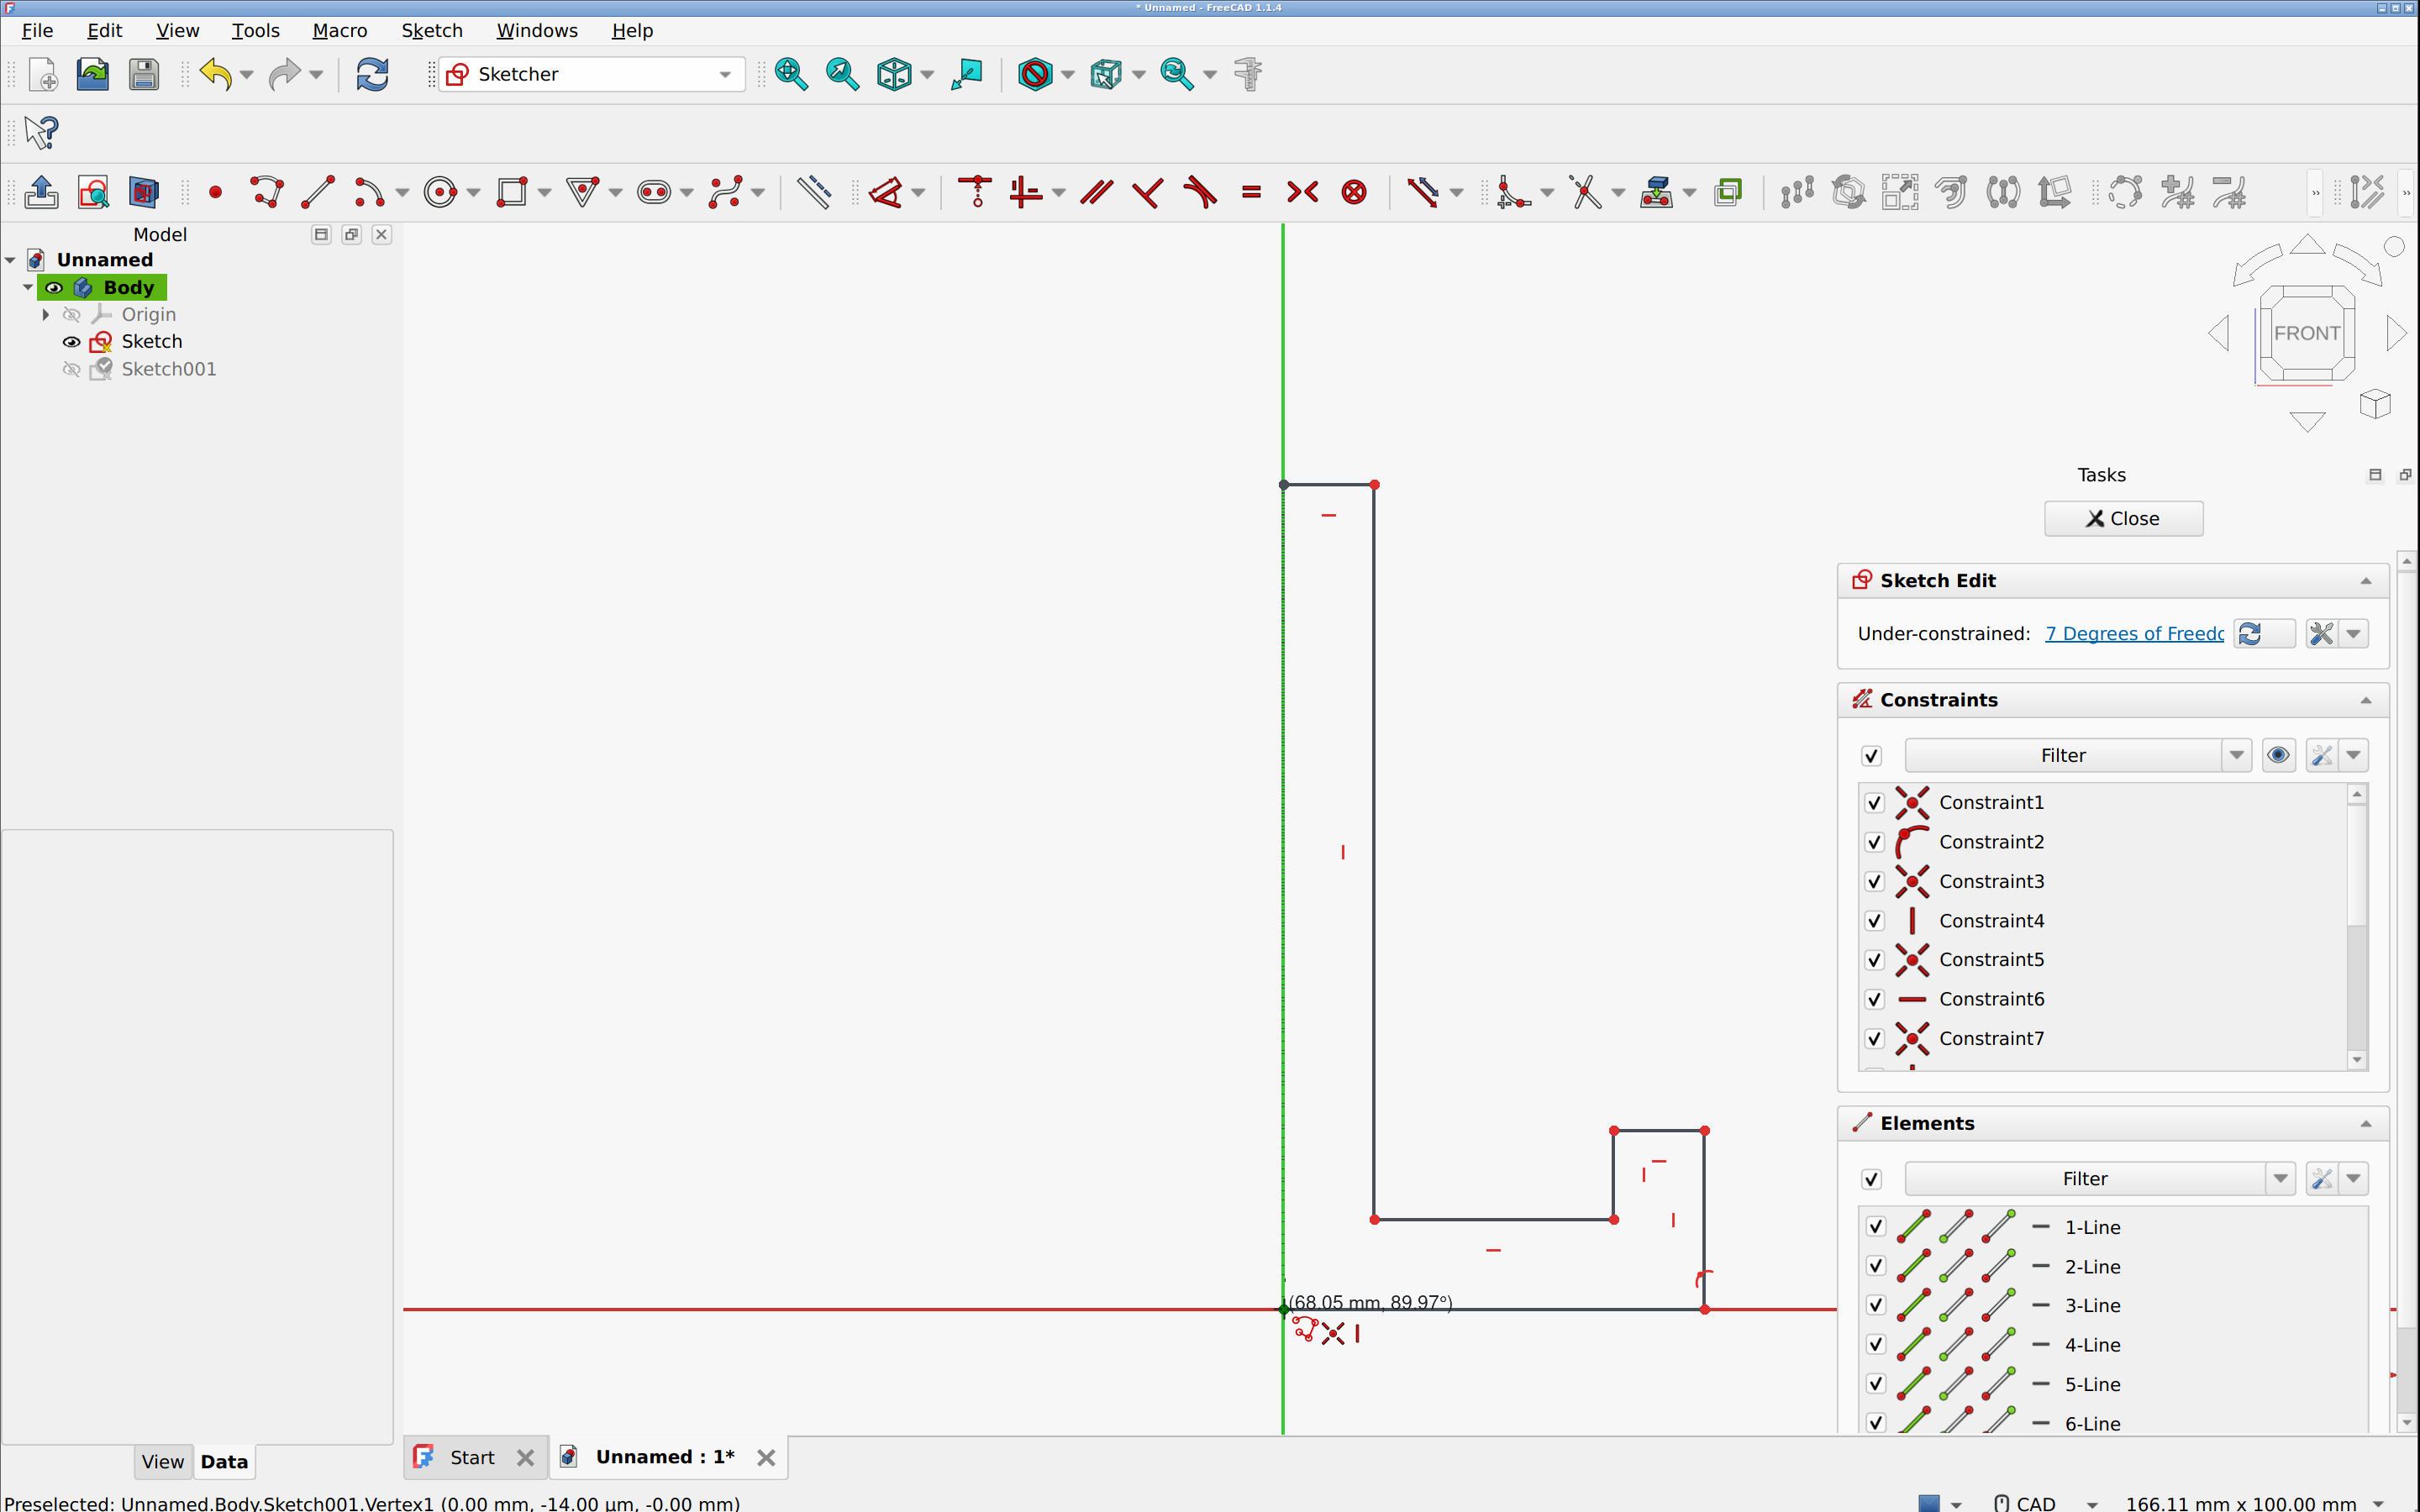 * Unnamed - FreeCAD 1.1.4
File Edit View Tools Macro Sketch Windows Help
Sketcher
Model
Unnamed
Body
Origin
Sketch
Sketch001
View Data
FRONT
(68.05 mm, 89.97°)
Tasks
Close
Sketch Edit
Under-constrained: 7 Degrees of Freedo
Constraints
Filter
Constraint1
Constraint2
Constraint3
Constraint4
Constraint5
Constraint6
Constraint7
Elements
Filter
1-Line
2-Line
3-Line
4-Line
5-Line
6-Line
Start
Unnamed : 1*
Preselected: Unnamed.Body.Sketch001.Vertex1 (0.00 mm, -14.00 µm, -0.00 mm)
CAD
166.11 mm x 100.00 mm